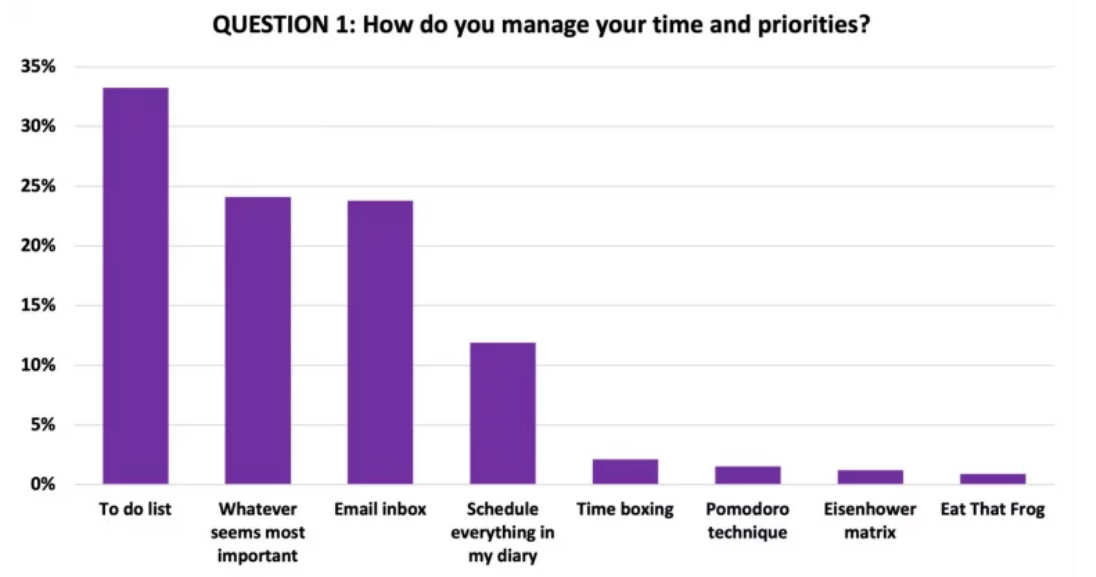 QUESTION 1: How do you manage your time and priorities?
35%
30%
25%
20%
15%
10%
5%
0%
To do list
Whatever
seems most
important
Email inbox
Schedule
everything in
my diary
Time boxing
Pomodoro
technique
Eisenhower
matrix
Eat That Frog